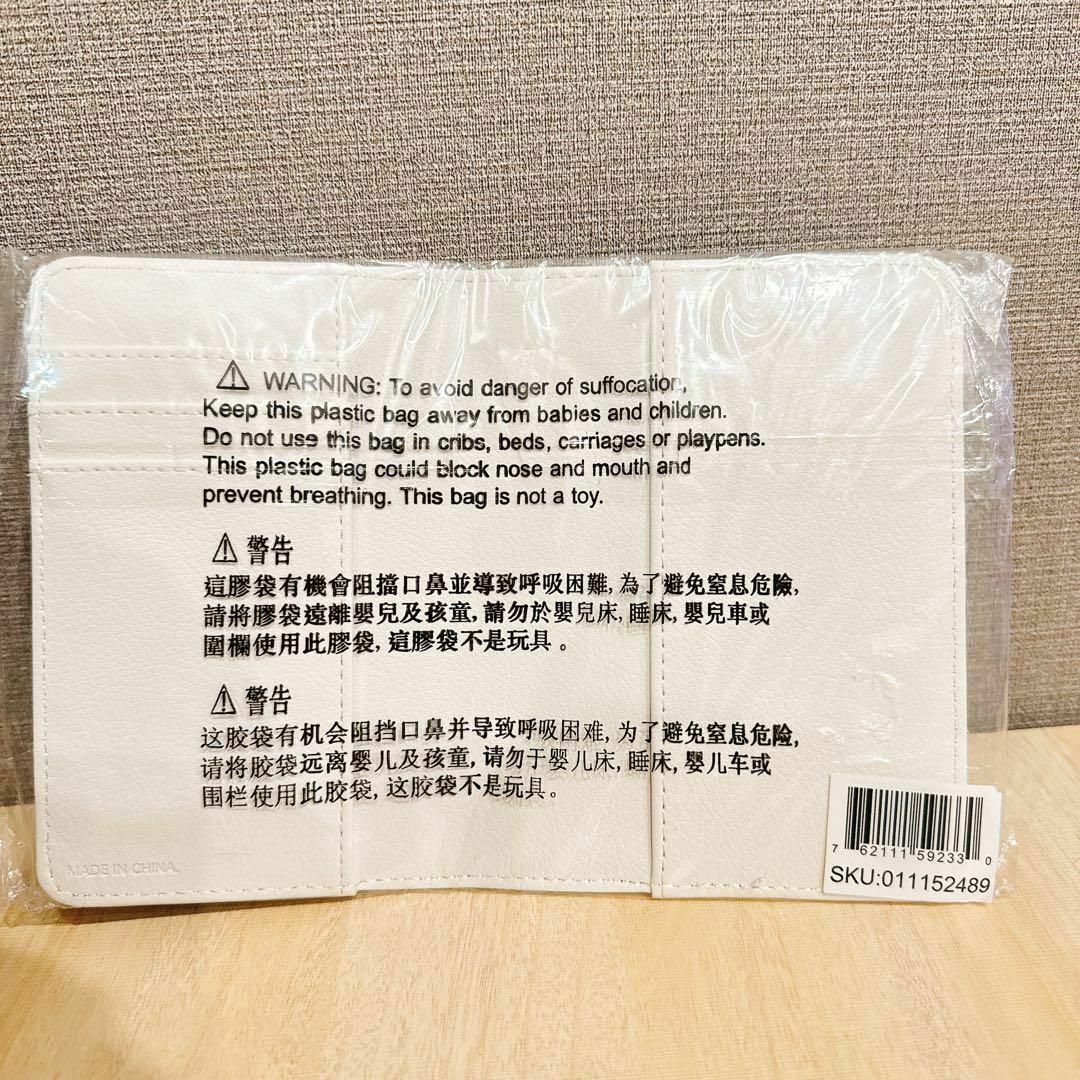 ⚠ WARNING: To avoid danger of suffocation,
Keep this plastic bag away from babies and children.
Do not use this bag in cribs, beds, carriages or playpens.
This plastic bag could block nose and mouth and
prevent breathing. This bag is not a toy.
⚠ 警告
這膠袋有機會阻擋口鼻並導致呼吸困難, 為了避免窒息危險,
請將膠袋遠離嬰兒及孩童, 請勿於嬰兒床, 睡床, 嬰兒車或
圍欄使用此膠袋, 這膠袋不是玩具。
⚠ 警告
这胶袋有机会阻挡口鼻并导致呼吸困难, 为了避免窒息危险,
请将胶袋远离婴儿及孩童, 请勿于婴儿床, 睡床, 婴儿车或
围栏使用此胶袋, 这胶袋不是玩具。
MADE IN CHINA
7 62111 59233 0
SKU:011152489